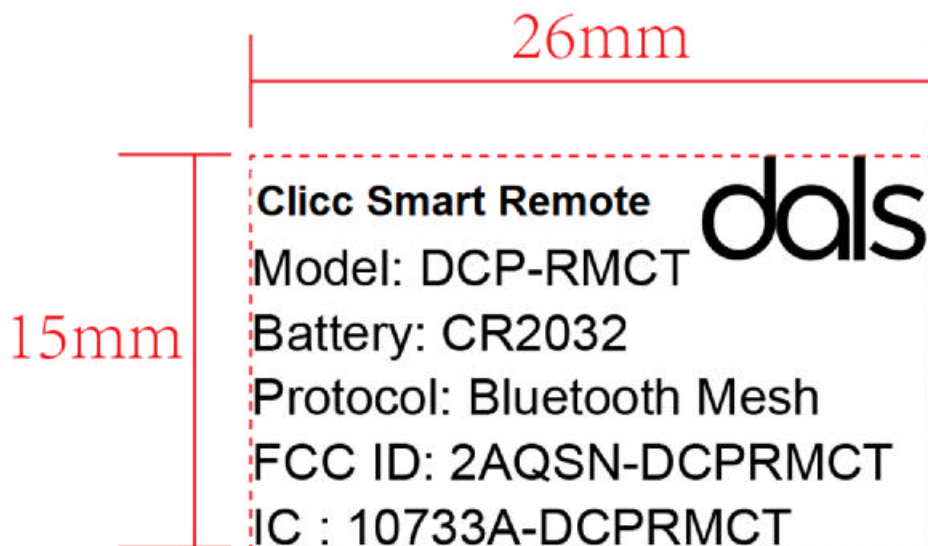 26mm
Clicc Smart Remote
dals
Model: DCP-RMCT
15mm
Battery: CR2032
Protocol: Bluetooth Mesh
FCC ID: 2AQSN-DCPRMCT
IC : 10733A-DCPRMCT